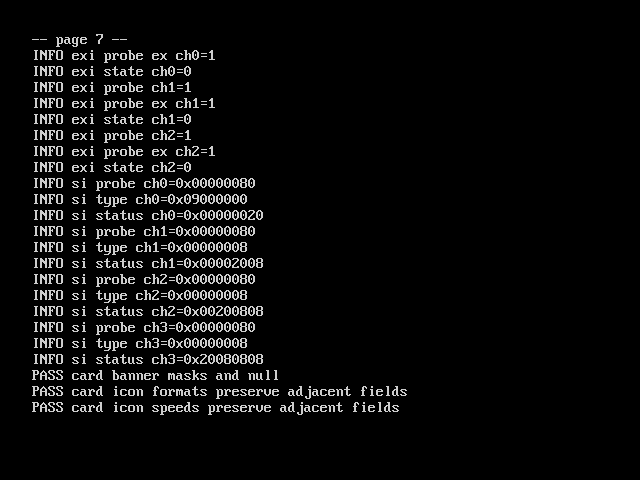 -- page 7 --
INFO exi probe ex ch0=1
INFO exi state ch0=0
INFO exi probe ch1=1
INFO exi probe ex ch1=1
INFO exi state ch1=0
INFO exi probe ch2=1
INFO exi probe ex ch2=1
INFO exi state ch2=0
INFO si probe ch0=0x00000080
INFO si type ch0=0x09000000
INFO si status ch0=0x00000020
INFO si probe ch1=0x00000080
INFO si type ch1=0x00000008
INFO si status ch1=0x00002008
INFO si probe ch2=0x00000080
INFO si type ch2=0x00000008
INFO si status ch2=0x00200808
INFO si probe ch3=0x00000080
INFO si type ch3=0x00000008
INFO si status ch3=0x20080808
PASS card banner masks and null
PASS card icon formats preserve adjacent fields
PASS card icon speeds preserve adjacent fields